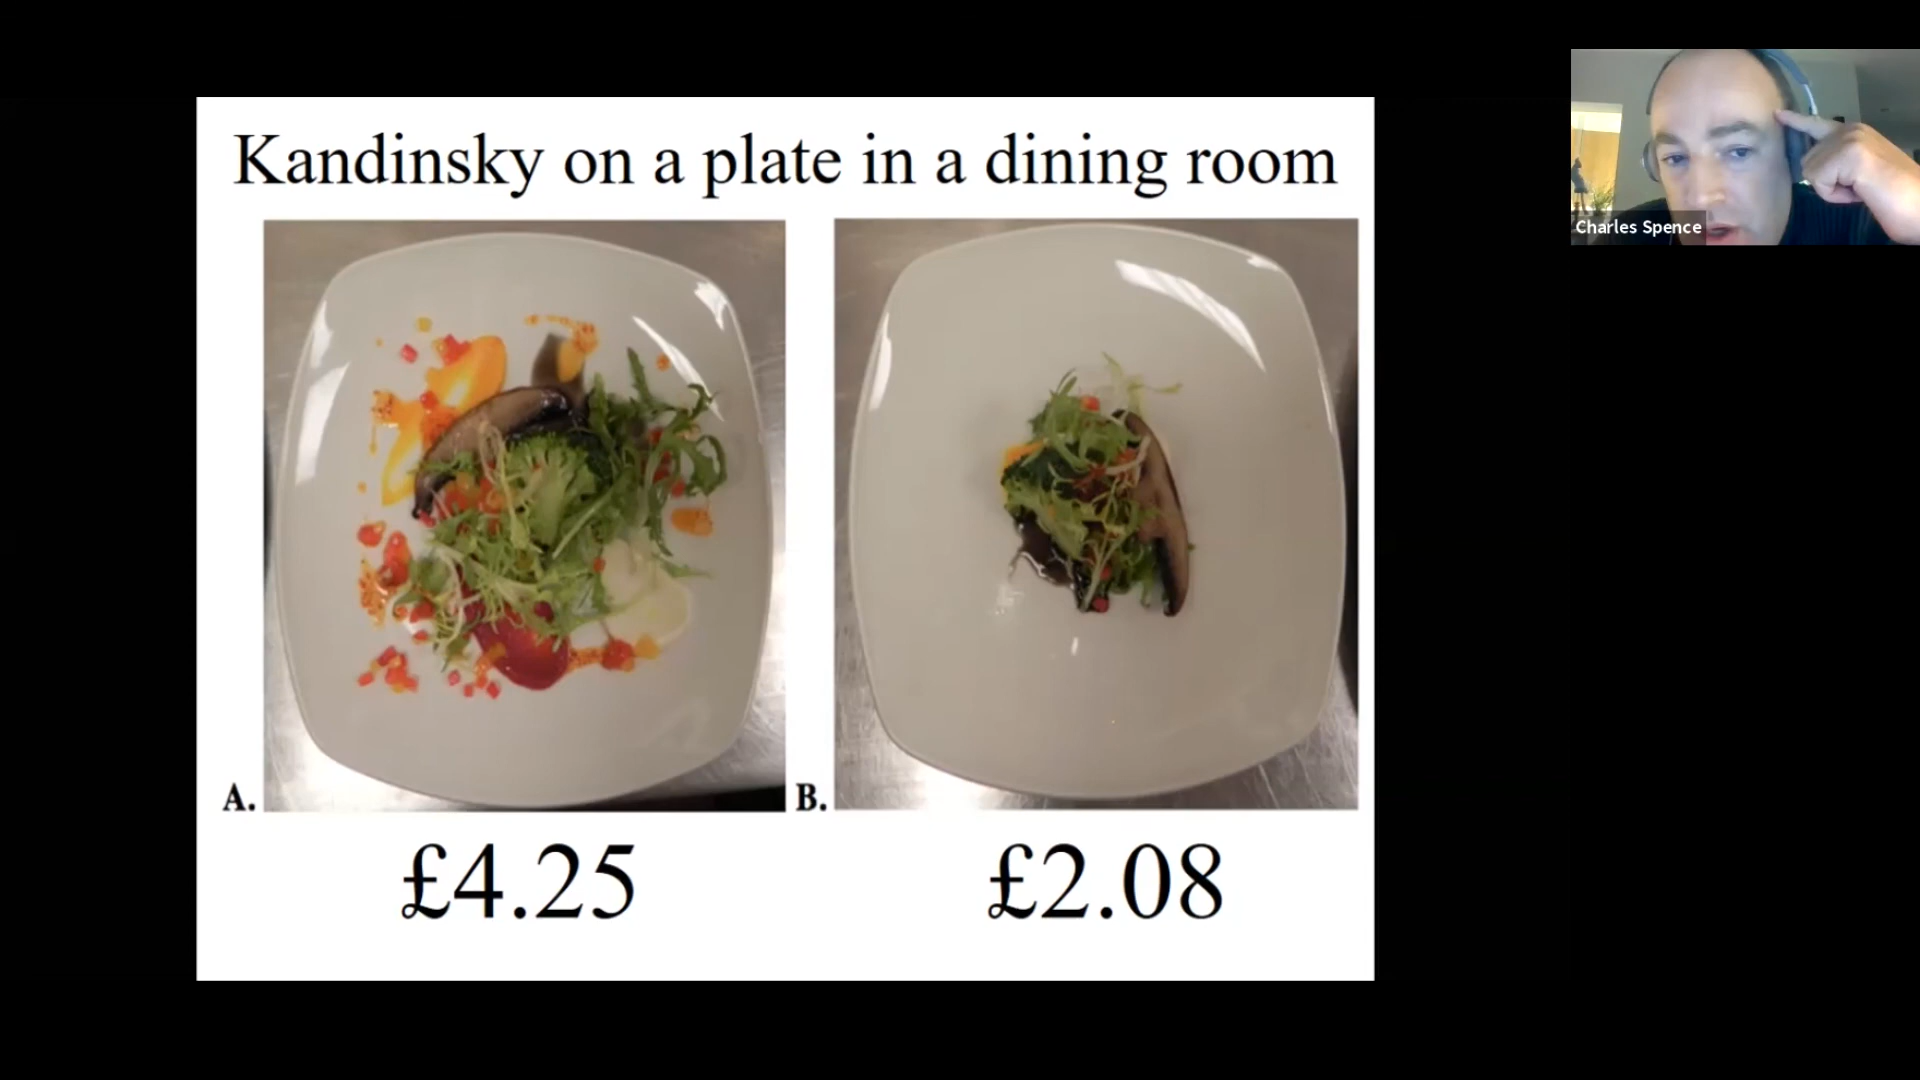 Kandinsky on a plate in a dining room
A.
B.
£4.25
£2.08
Charles Spence